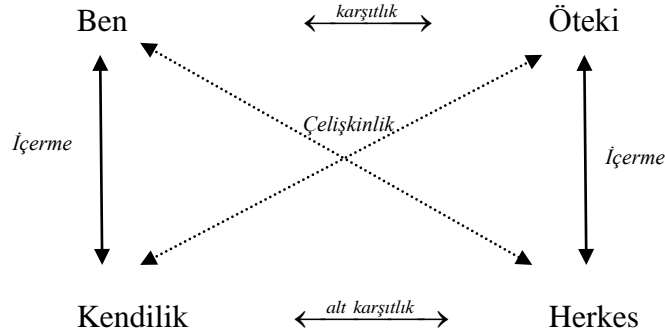 Ben karşıtlık Öteki
Çelişkinlik
İçerme İçerme
Kendilik alt karşıtlık Herkes